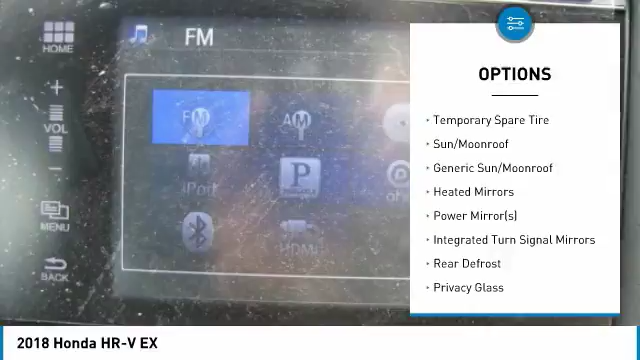 HOME
FM
+
VOL
−
MENU
BACK
FM
AM
iPod
P
HDMI
OPTIONS
Temporary Spare Tire
Sun/Moonroof
Generic Sun/Moonroof
Heated Mirrors
Power Mirror(s)
Integrated Turn Signal Mirrors
Rear Defrost
Privacy Glass
2018 Honda HR-V EX